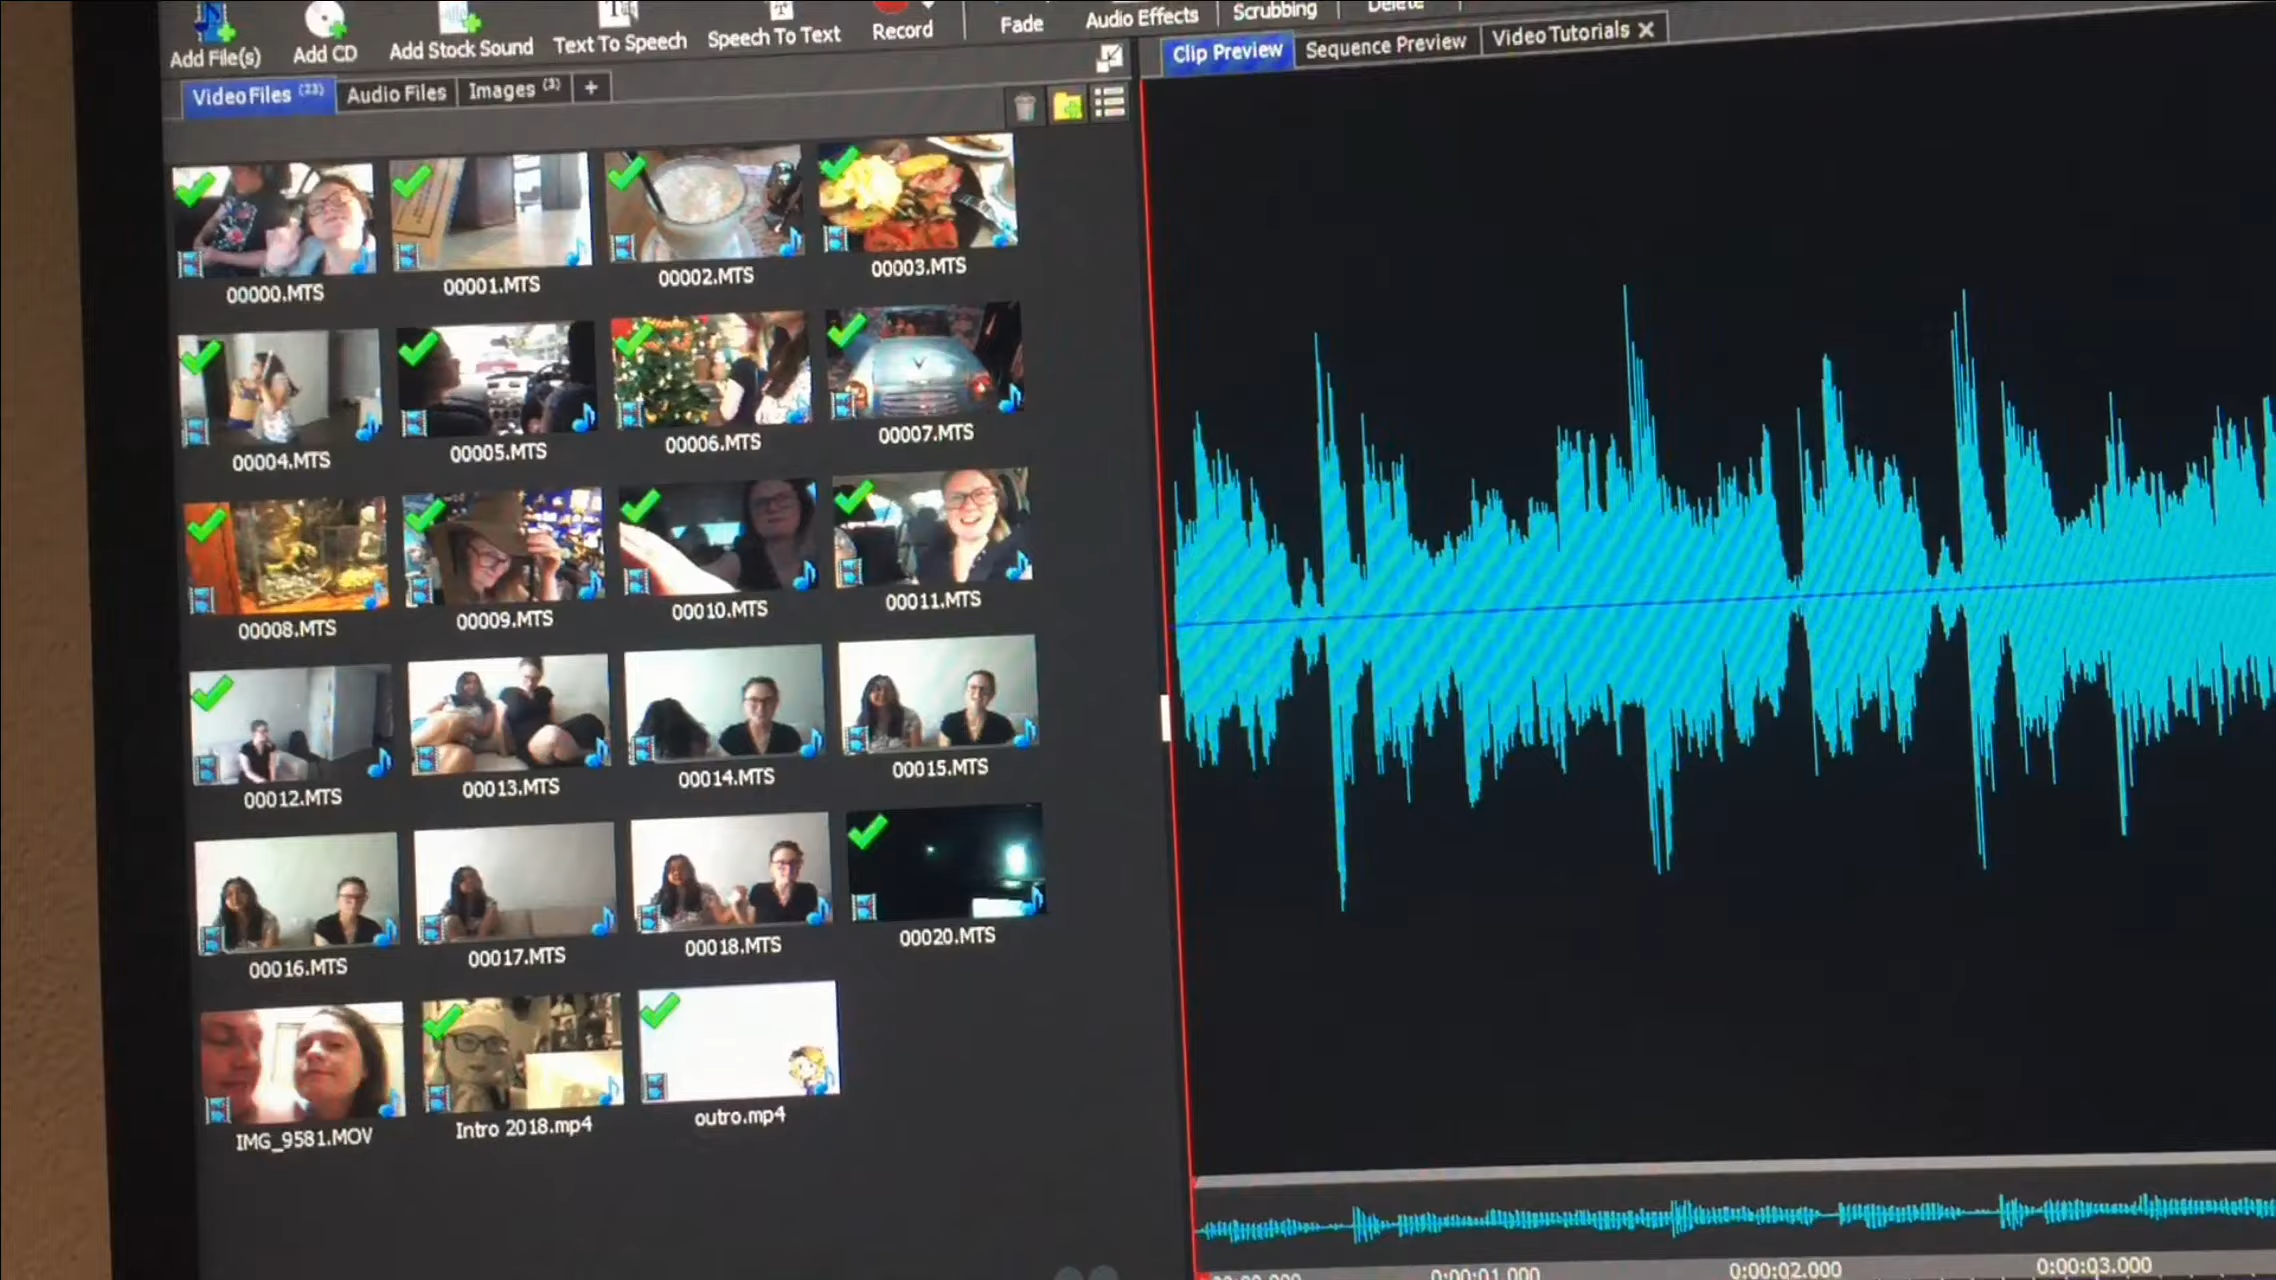 Add File(s) Add CD Add Stock Sound Text To Speech Speech To Text Record Fade Audio Effects Scrubbing Delete
Video Files (23) Audio Files Images (3) +
Clip Preview Sequence Preview Video Tutorials X
00000.MTS 00001.MTS 00002.MTS 00003.MTS
00004.MTS 00005.MTS 00006.MTS 00007.MTS
00008.MTS 00009.MTS 00010.MTS 00011.MTS
00012.MTS 00013.MTS 00014.MTS 00015.MTS
00016.MTS 00017.MTS 00018.MTS 00020.MTS
IMG_9581.MOV Intro 2018.mp4 outro.mp4
0:00:01.000 0:00:02.000 0:00:03.000